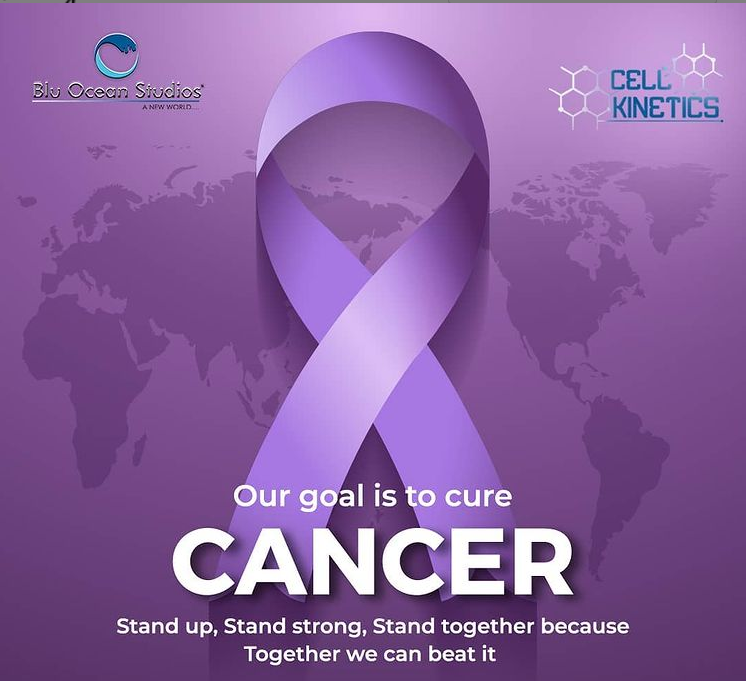 Blu Ocean Studios
A NEW WORLD....
CELL
KINETICS
Our goal is to cure
CANCER
Stand up, Stand strong, Stand together because
Together we can beat it